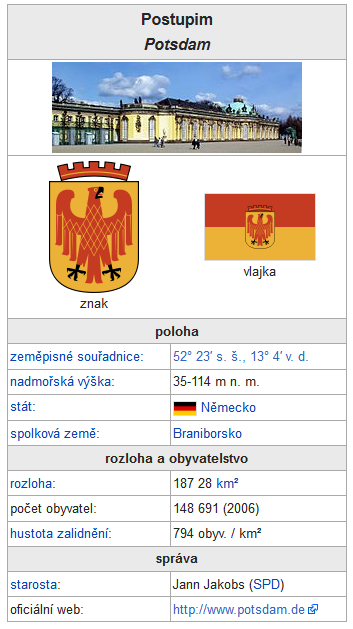 Postupim
Potsdam
znak
vlajka
poloha
zeměpisné souřadnice: 52° 23′ s. š., 13° 4′ v. d.
nadmořská výška: 35-114 m n. m.
stát: Německo
spolková země: Braniborsko
rozloha a obyvatelstvo
rozloha: 187 28 km²
počet obyvatel: 148 691 (2006)
hustota zalidnění: 794 obyv. / km²
správa
starosta: Jann Jakobs (SPD)
oficiální web: http://www.potsdam.de